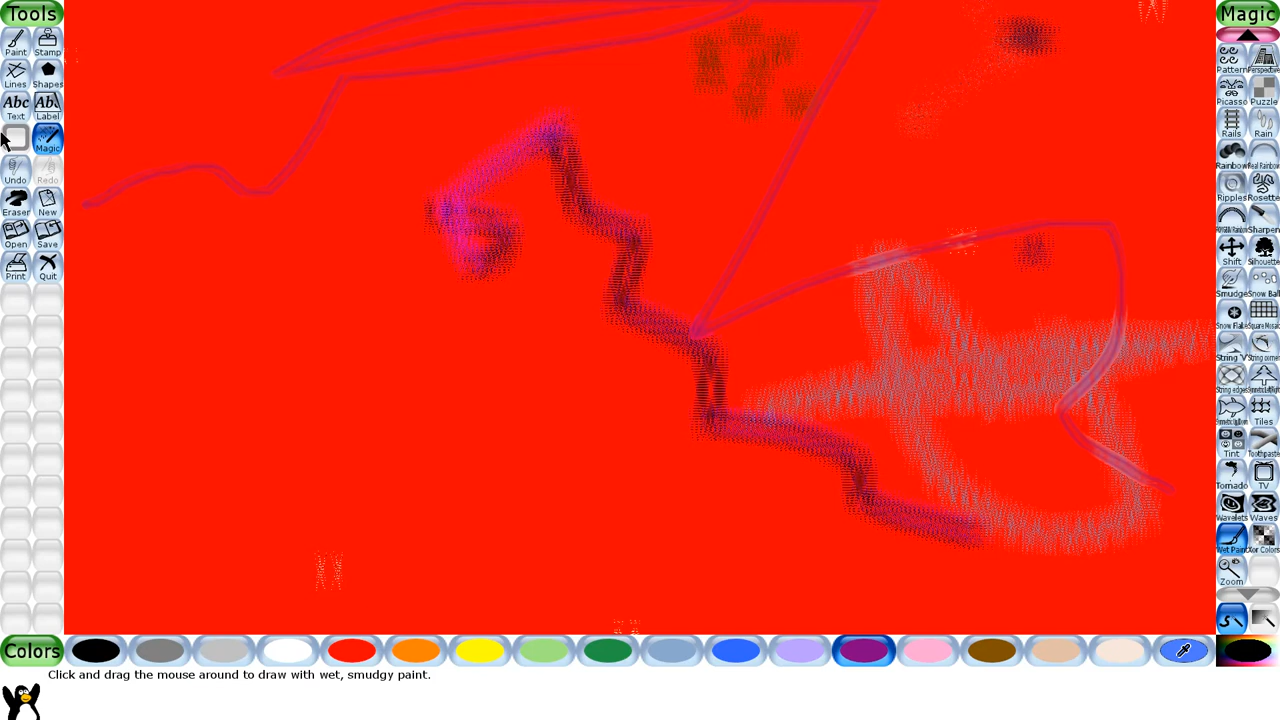 Tools
Magic
Paint
Stamp
Lines
Shapes
Abc
Text
Label
Magic
Undo
Redo
Eraser
New
Open
Save
Print
Quit
Pattern
Perspective
Picasso
Puzzle
Rails
Rain
Rainbow
Real Rainbow
Ripples
Rosette
Sharpen
Shift
Silhouette
Smudge
Snow Ball
Snow Flake
Square Mosaic
String 'V'
String corner
String edges
Tiles
Tint
Toothpaste
Tornado
TV
Wavelets
Waves
Wet Paint
Xor Colors
Zoom
Colors
Click and drag the mouse around to draw with wet, smudgy paint.